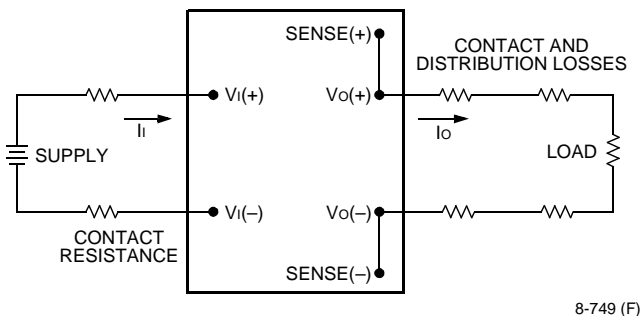 SENSE(+)
CONTACT AND
DISTRIBUTION LOSSES
VI(+)
VO(+)
II
IO
SUPPLY
LOAD
VI(–)
VO(–)
CONTACT
RESISTANCE
SENSE(–)
8-749 (F)